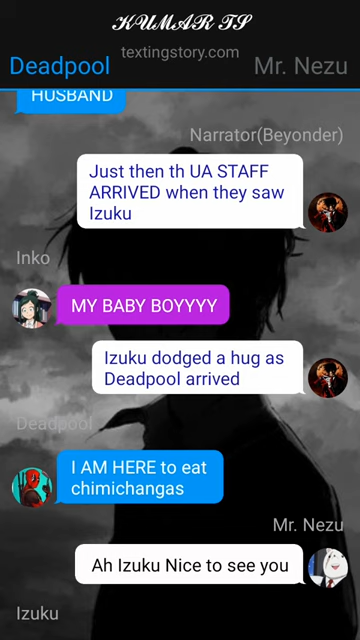 𝒦𝒰𝑀𝒜𝑅 𝒯𝒮
textingstory.com
Deadpool
Mr. Nezu
HUSBAND
Narrator(Beyonder)
Just then th UA STAFF
ARRIVED when they saw
Izuku
Inko
MY BABY BOYYYY
Izuku dodged a hug as
Deadpool arrived
Deadpool
I AM HERE to eat
chimichangas
Mr. Nezu
Ah Izuku Nice to see you
Izuku